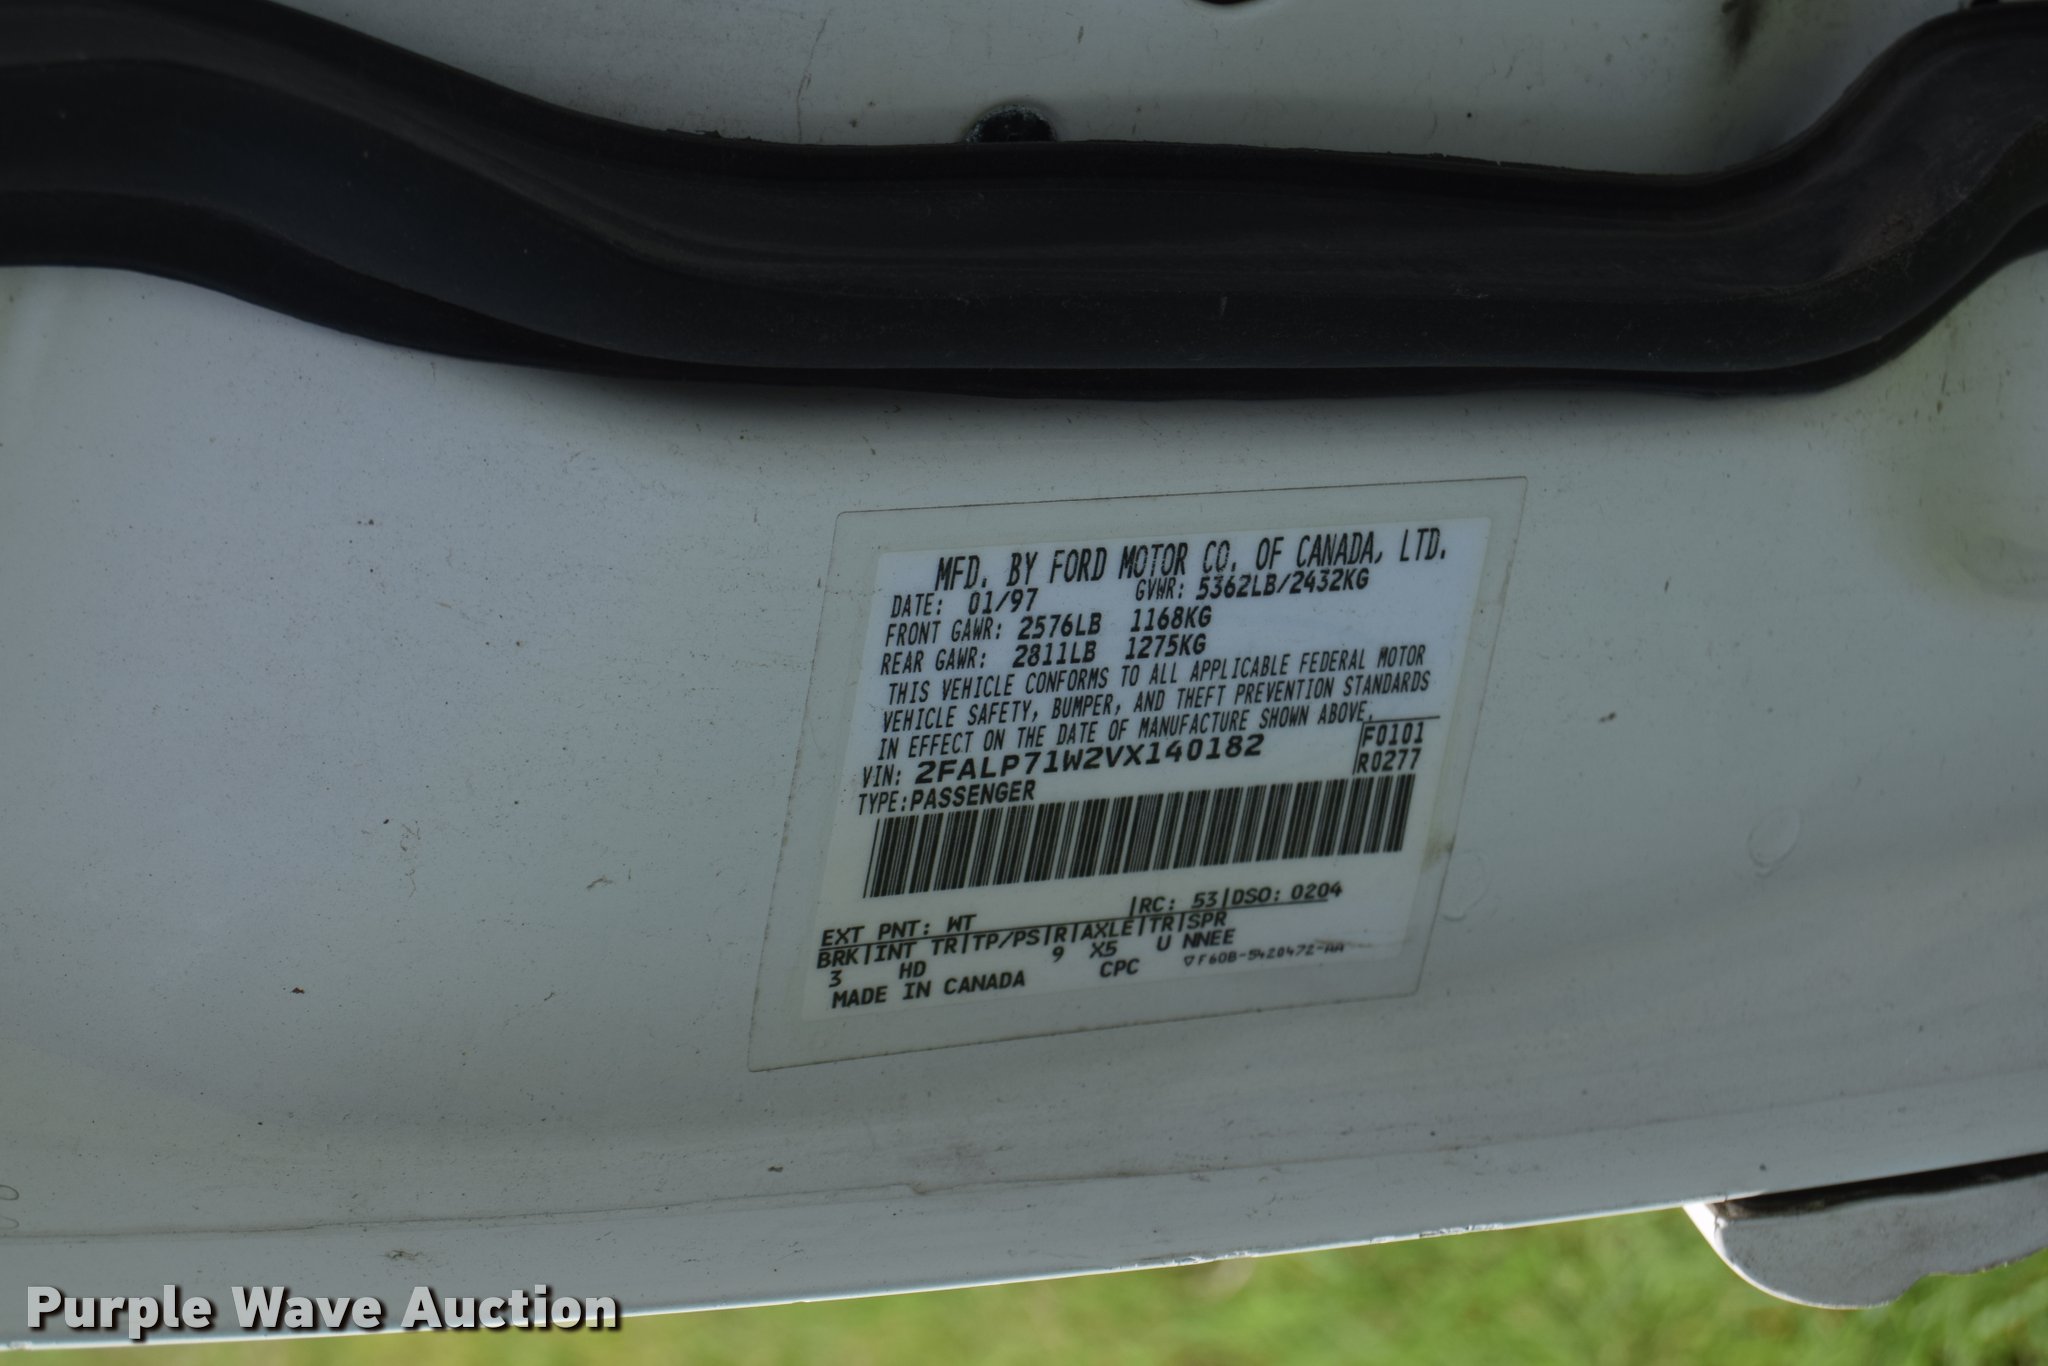 MFD. BY FORD MOTOR CO. OF CANADA, LTD.
DATE: 01/97 GVWR: 5362LB/2432KG
FRONT GAWR: 2576LB 1168KG
REAR GAWR: 2811LB 1275KG
THIS VEHICLE CONFORMS TO ALL APPLICABLE FEDERAL MOTOR
VEHICLE SAFETY, BUMPER, AND THEFT PREVENTION STANDARDS
IN EFFECT ON THE DATE OF MANUFACTURE SHOWN ABOVE.
F0101
VIN: 2FALP71W2VX140182
R0277
TYPE: PASSENGER
EXT PNT: WT |RC: 53|DSO: 0204
BRK|INT TR|TP/PS|R|AXLE|TR|SPR
3 HD 9 X5 U NNEE
MADE IN CANADA CPC ▽F60B-5420472-AA
Purple Wave Auction